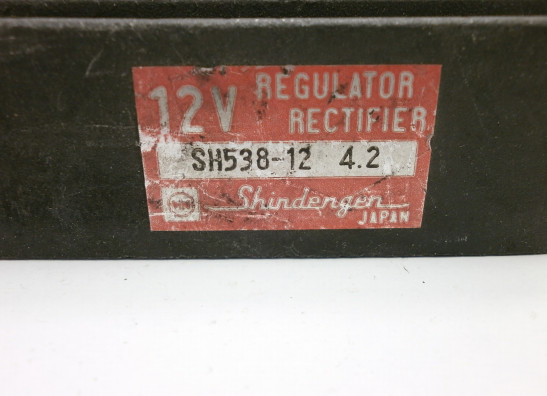 12V REGULATOR
RECTIFIER
SH538-12 4.2
Shindengen
JAPAN